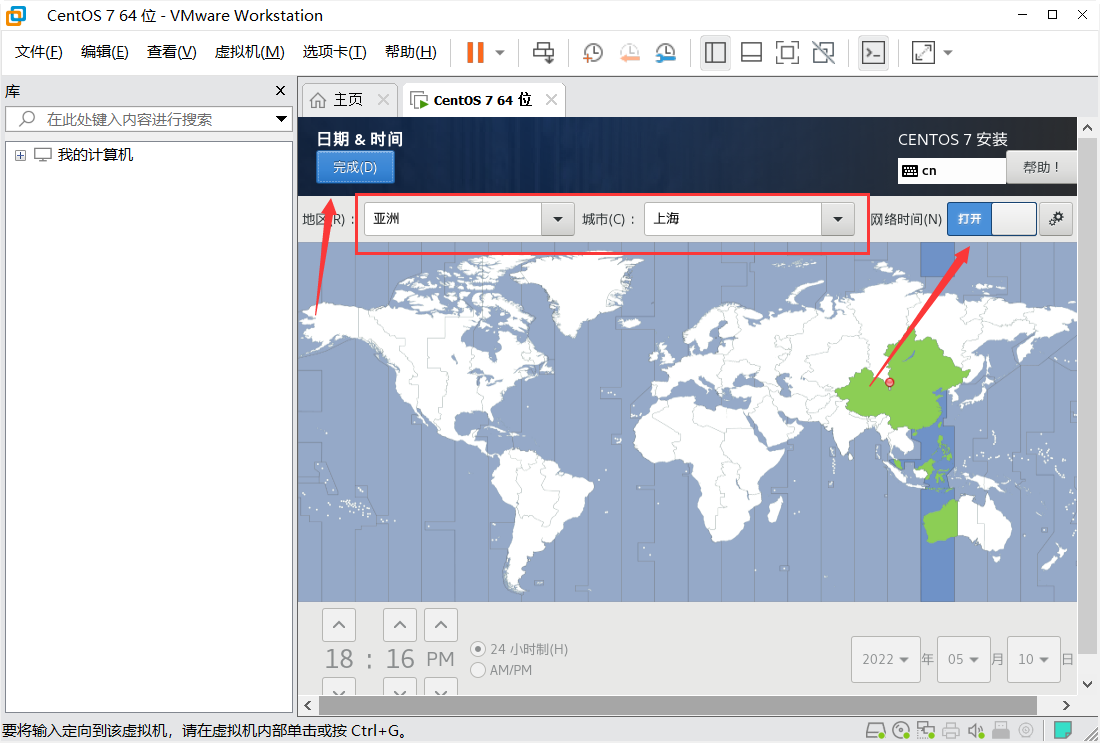 CentOS 7 64 位 - VMware Workstation
文件(F) 编辑(E) 查看(V) 虚拟机(M) 选项卡(T) 帮助(H)
库
在此处键入内容进行搜索
我的计算机
主页 CentOS 7 64 位
日期 & 时间
完成(D)
CENTOS 7 安装
cn
帮助！
地区(R)： 亚洲 城市(C)： 上海 网络时间(N) 打开
18 : 16 PM
24 小时制(H)
AM/PM
2022 年 05 月 10 日
要将输入定向到该虚拟机，请在虚拟机内部单击或按 Ctrl+G。